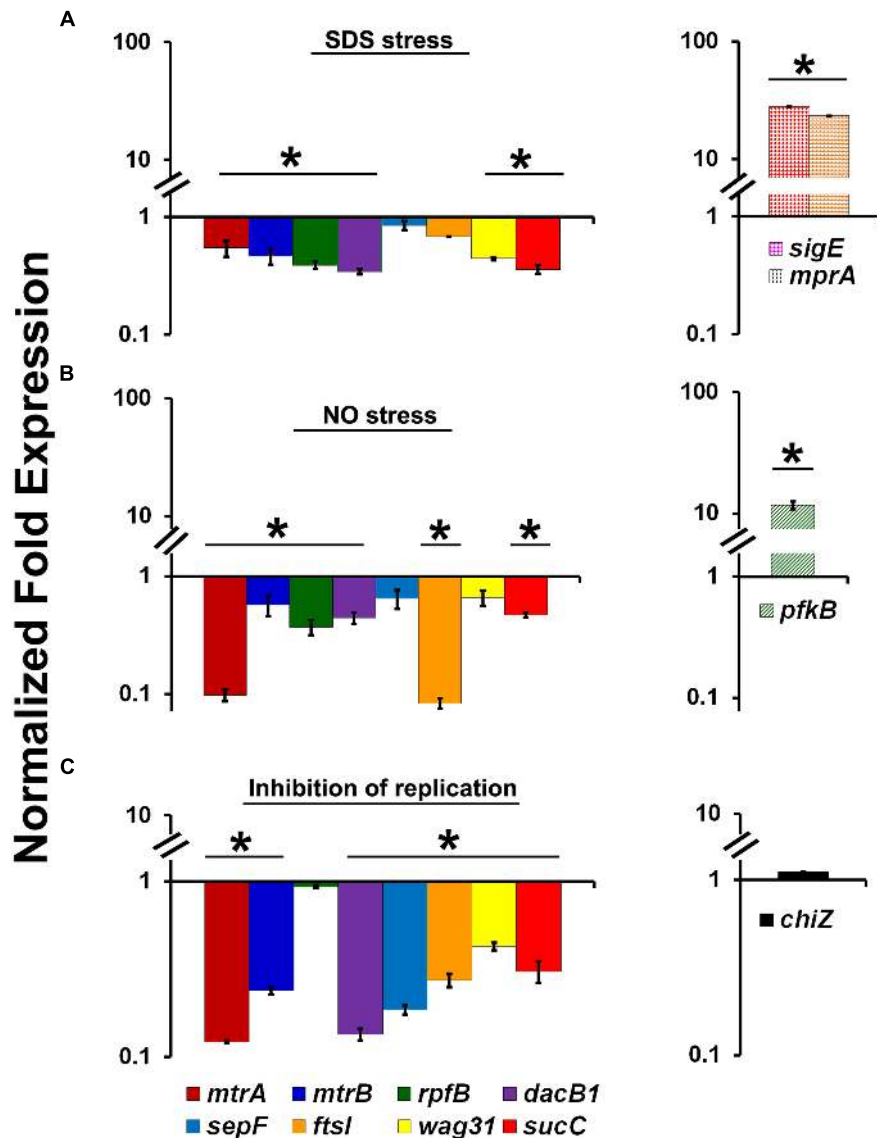 A
SDS stress
100
10
1
0.1
*
*
100
10
1
0.1
*
sigE
mprA
B
NO stress
100
10
1
0.1
*
*
*
100
10
1
0.1
*
pfkB
C
Inhibition of replication
10
1
0.1
*
*
10
1
0.1
chiZ
Normalized Fold Expression
mtrA mtrB rpfB dacB1
sepF ftsI wag31 sucC